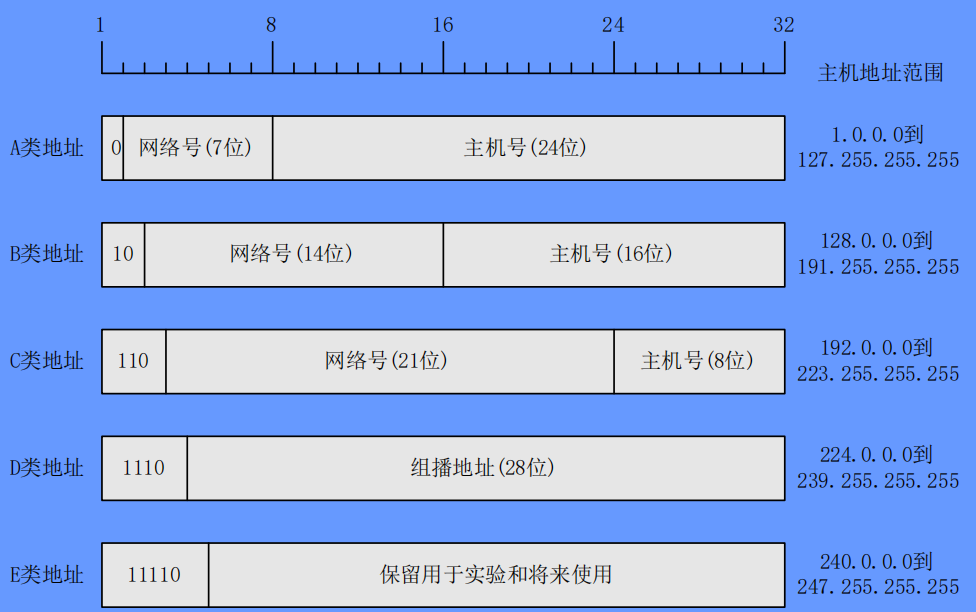 1 8 16 24 32
主机地址范围
A类地址 0 网络号(7位) 主机号(24位) 1.0.0.0到
127.255.255.255
B类地址 10 网络号(14位) 主机号(16位) 128.0.0.0到
191.255.255.255
C类地址 110 网络号(21位) 主机号(8位) 192.0.0.0到
223.255.255.255
D类地址 1110 组播地址(28位) 224.0.0.0到
239.255.255.255
E类地址 11110 保留用于实验和将来使用 240.0.0.0到
247.255.255.255